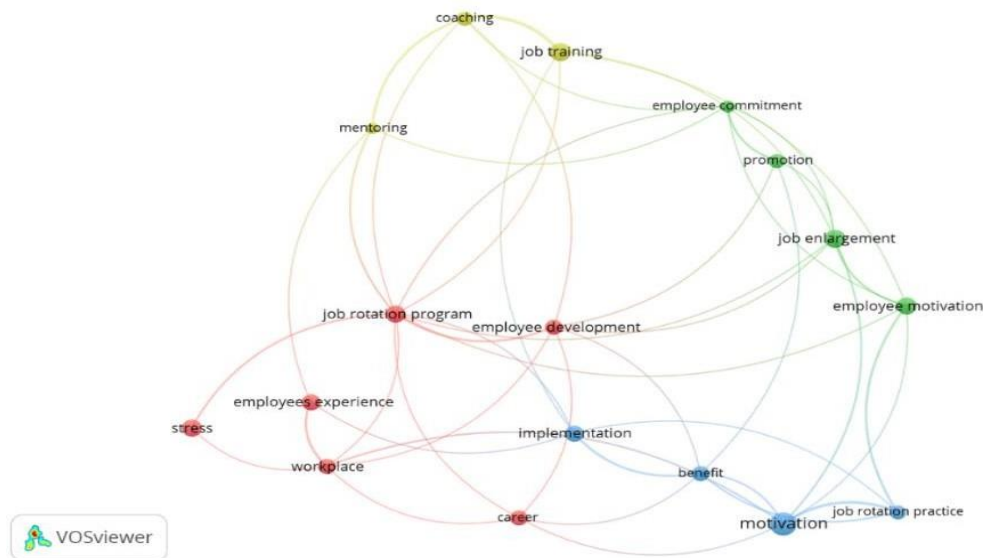 coaching
job training
employee commitment
mentoring
promotion
job enlargement
employee motivation
job rotation program
employee development
employees experience
stress
implementation
workplace
benefit
career
motivation
job rotation practice
VOSviewer